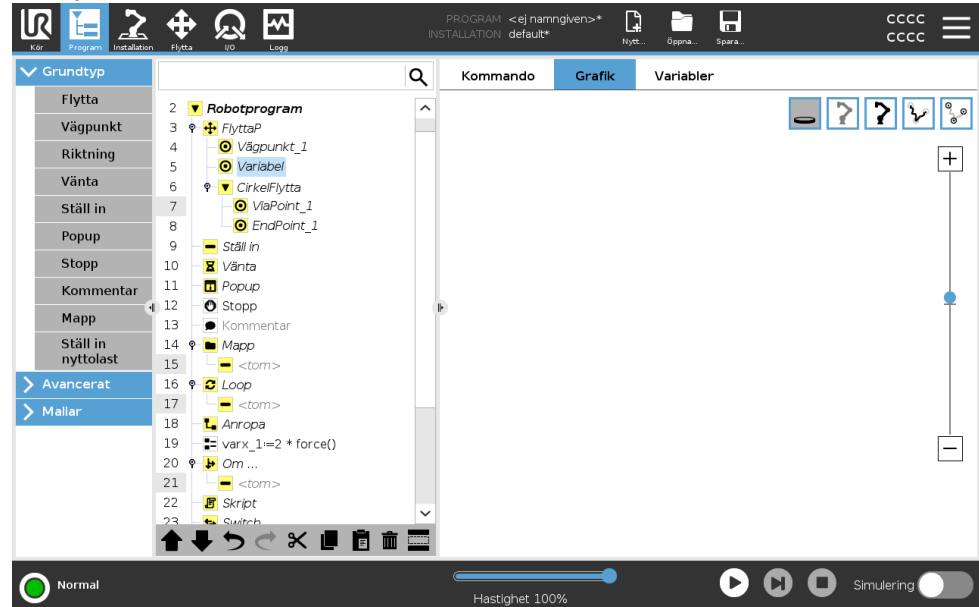 PROGRAM <ej namngiven>*
INSTALLATION default*
UR
Kör
Program
Installation
Flytta
I/O
Logg
Nytt...
Öppna...
Spara...
cccc
cccc
Grundtyp
Flytta
Vägpunkt
Riktning
Vänta
Ställ in
Popup
Stopp
Kommentar
Mapp
Ställ in
nyttolast
Avancerat
Mallar
2 Robotprogram
3 FlyttaP
4 Vägpunkt_1
5 Variabel
6 CirkelFlytta
7 ViaPoint_1
8 EndPoint_1
9 Ställ in
10 Vänta
11 Popup
12 Stopp
13 Kommentar
14 Mapp
15 <tom>
16 Loop
17 <tom>
18 Anropa
19 varx_1:=2 * force()
20 Om ...
21 <tom>
22 Skript
23 Switch
Kommando
Grafik
Variabler
Normal
Hastighet 100%
Simulering